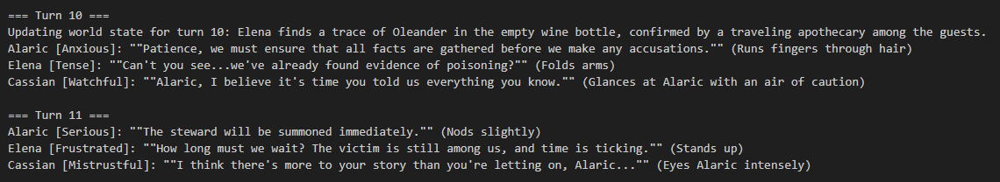 === Turn 10 ===
Updating world state for turn 10: Elena finds a trace of Oleander in the empty wine bottle, confirmed by a traveling apothecary among the guests.
Alaric [Anxious]: ""Patience, we must ensure that all facts are gathered before we make any accusations."" (Runs fingers through hair)
Elena [Tense]: ""Can't you see...we've already found evidence of poisoning?"" (Folds arms)
Cassian [Watchful]: ""Alaric, I believe it's time you told us everything you know."" (Glances at Alaric with an air of caution)
=== Turn 11 ===
Alaric [Serious]: ""The steward will be summoned immediately."" (Nods slightly)
Elena [Frustrated]: ""How long must we wait? The victim is still among us, and time is ticking."" (Stands up)
Cassian [Mistrustful]: ""I think there's more to your story than you're letting on, Alaric..."" (Eyes Alaric intensely)